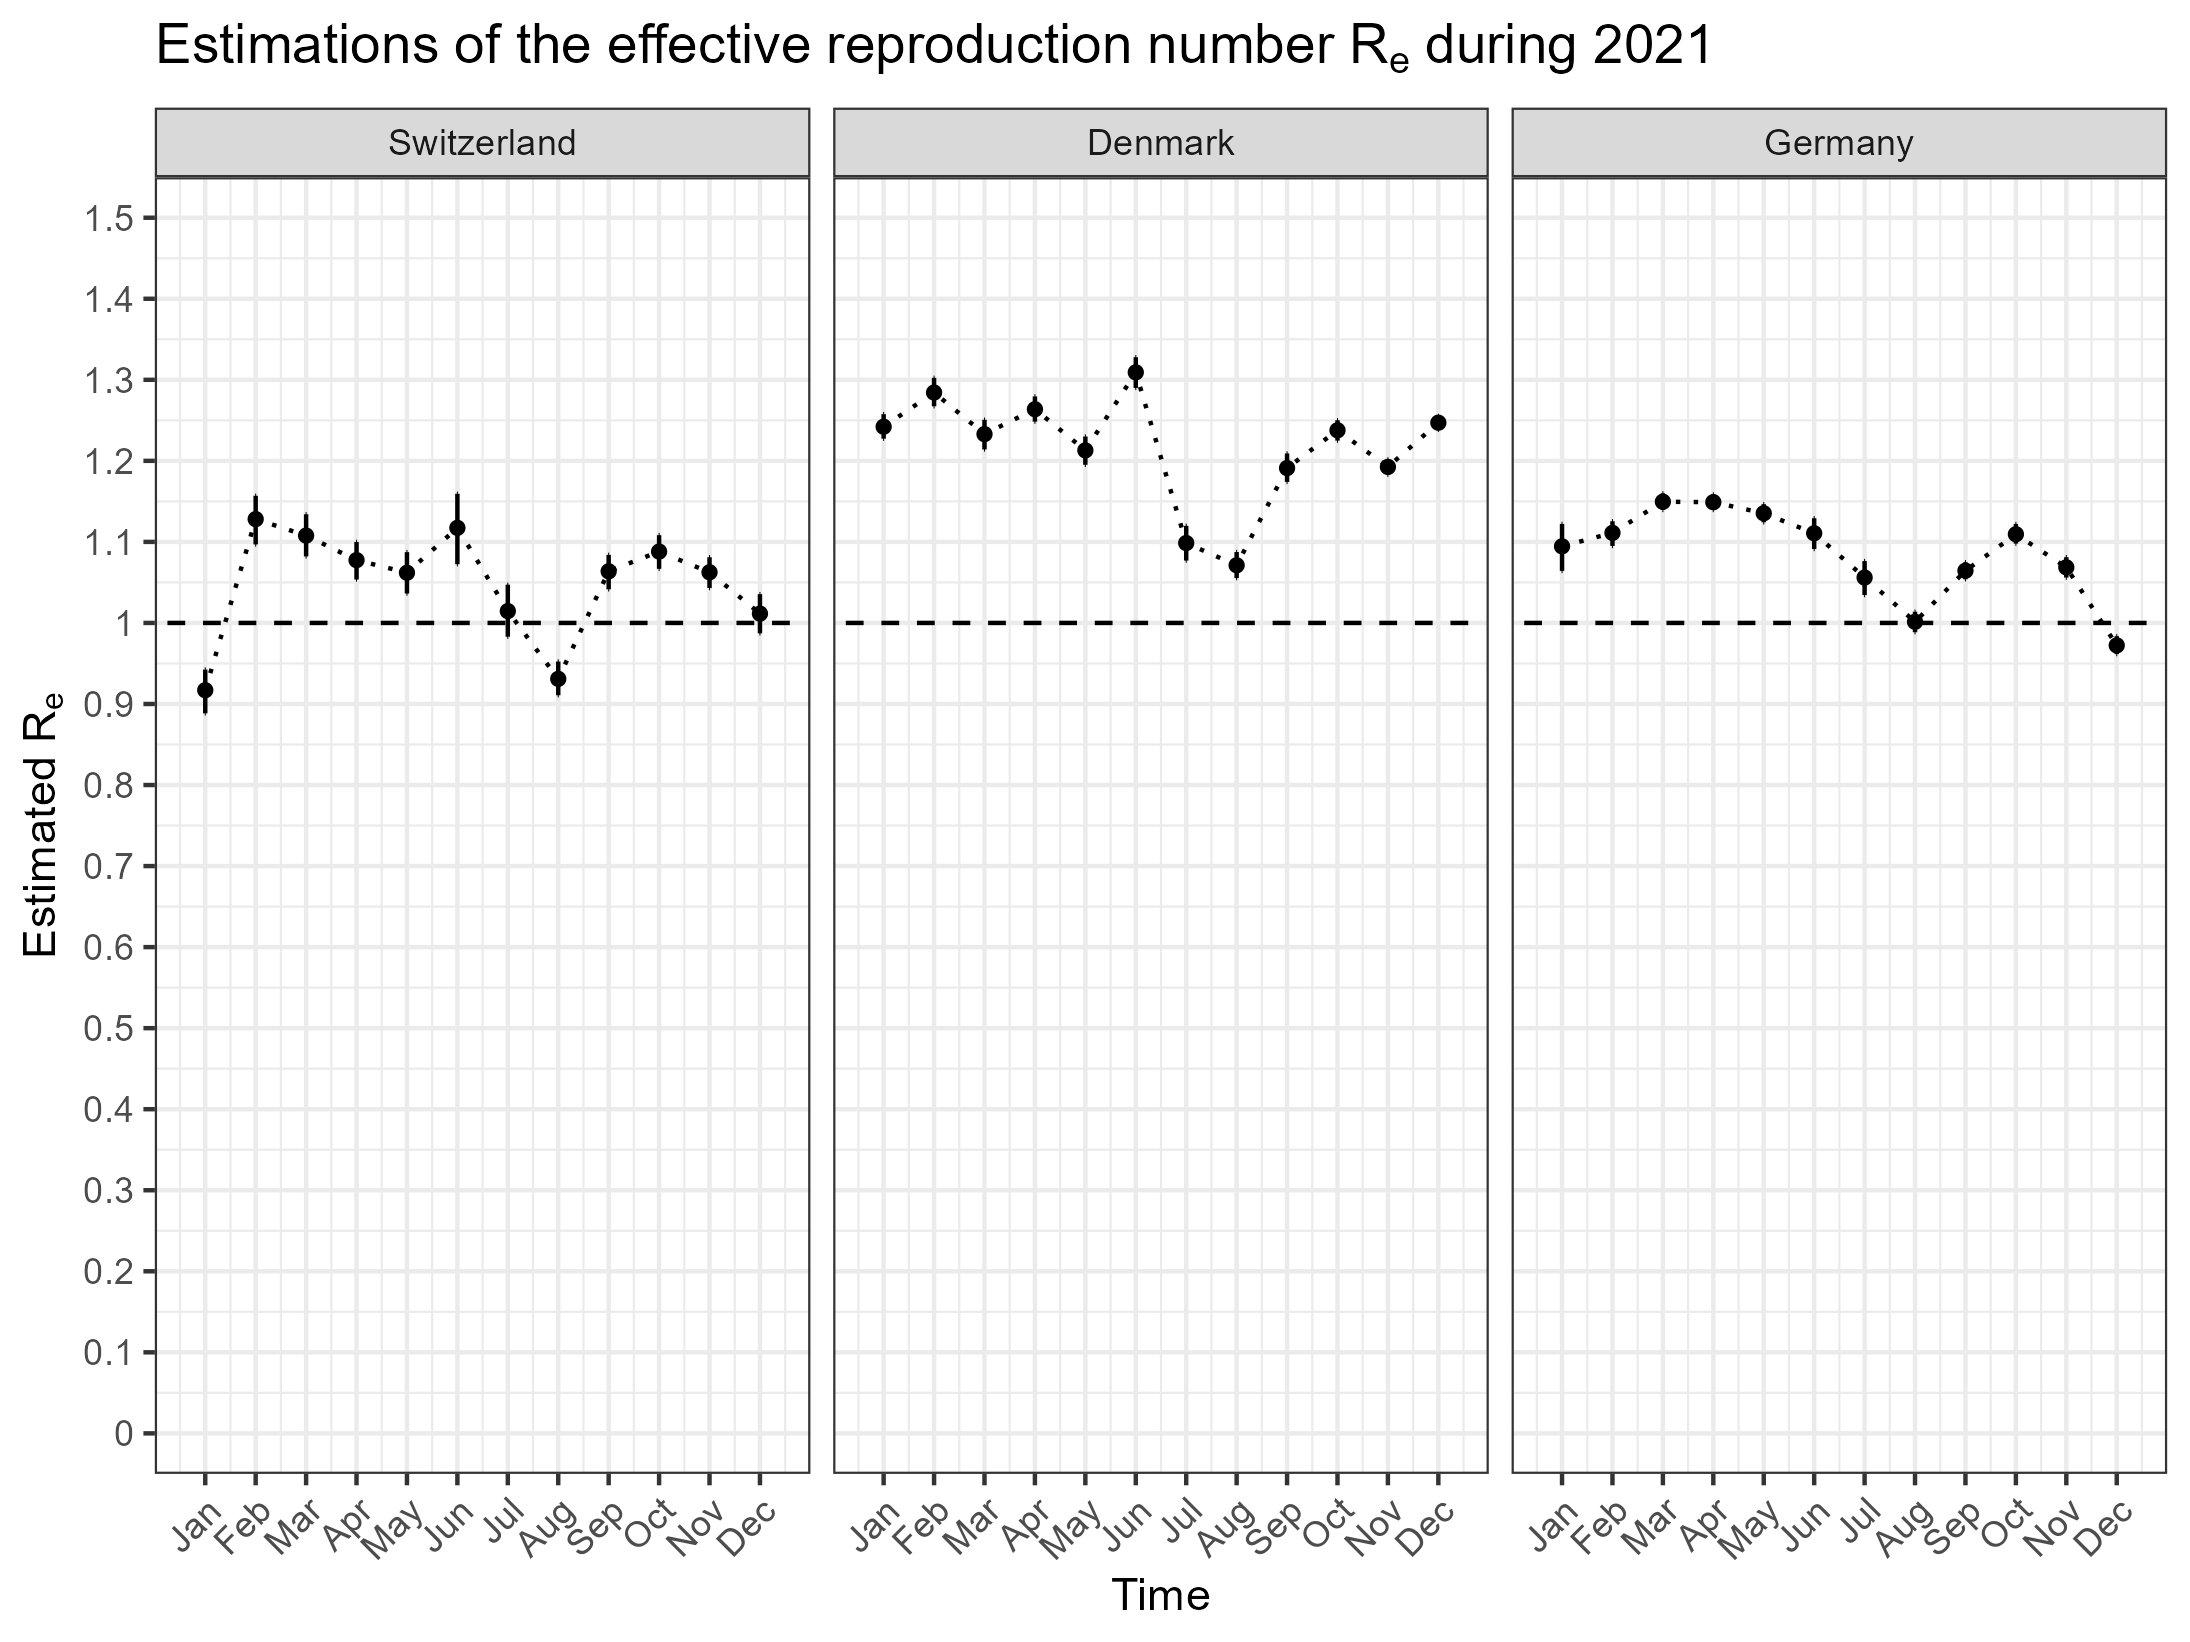 Estimations of the effective reproduction number Re during 2021
Switzerland
Denmark
Germany
Estimated Re
1.5
1.4
1.3
1.2
1.1
1
0.9
0.8
0.7
0.6
0.5
0.4
0.3
0.2
0.1
0
Jan Feb Mar Apr May Jun Jul Aug Sep Oct Nov Dec
Jan Feb Mar Apr May Jun Jul Aug Sep Oct Nov Dec
Jan Feb Mar Apr May Jun Jul Aug Sep Oct Nov Dec
Time